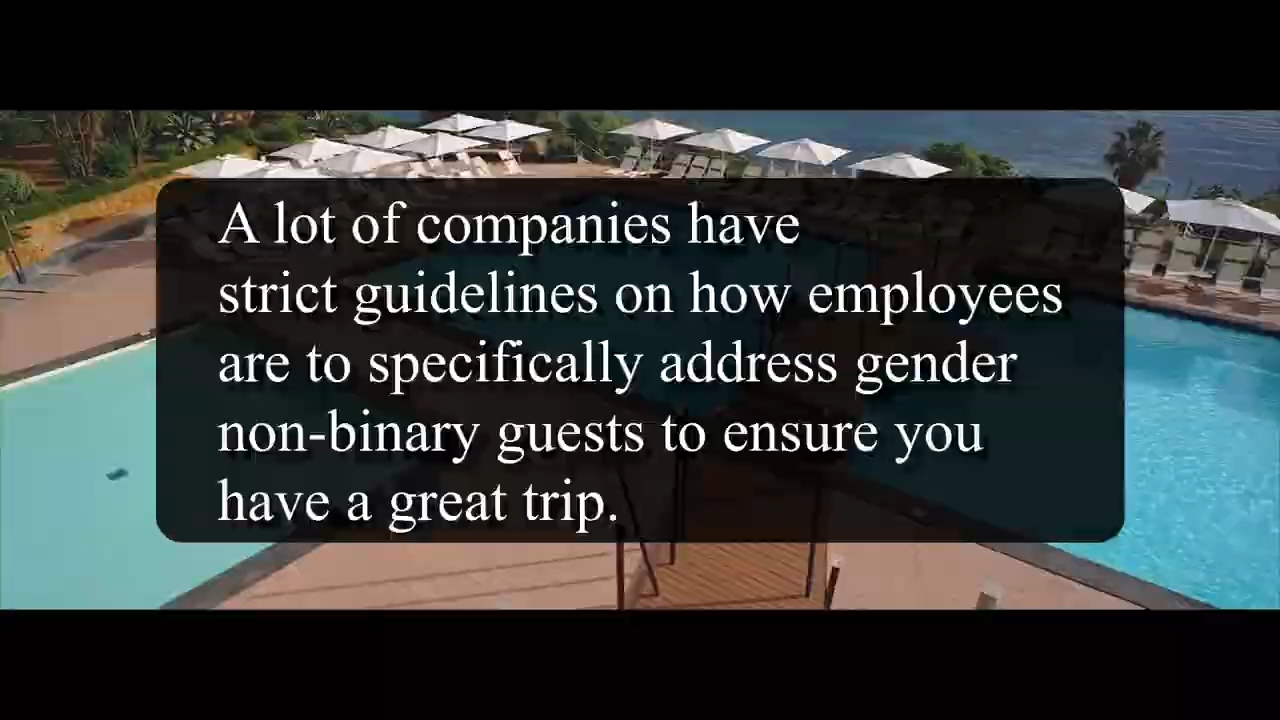 A lot of companies have
strict guidelines on how employees
are to specifically address gender
non-binary guests to ensure you
have a great trip.